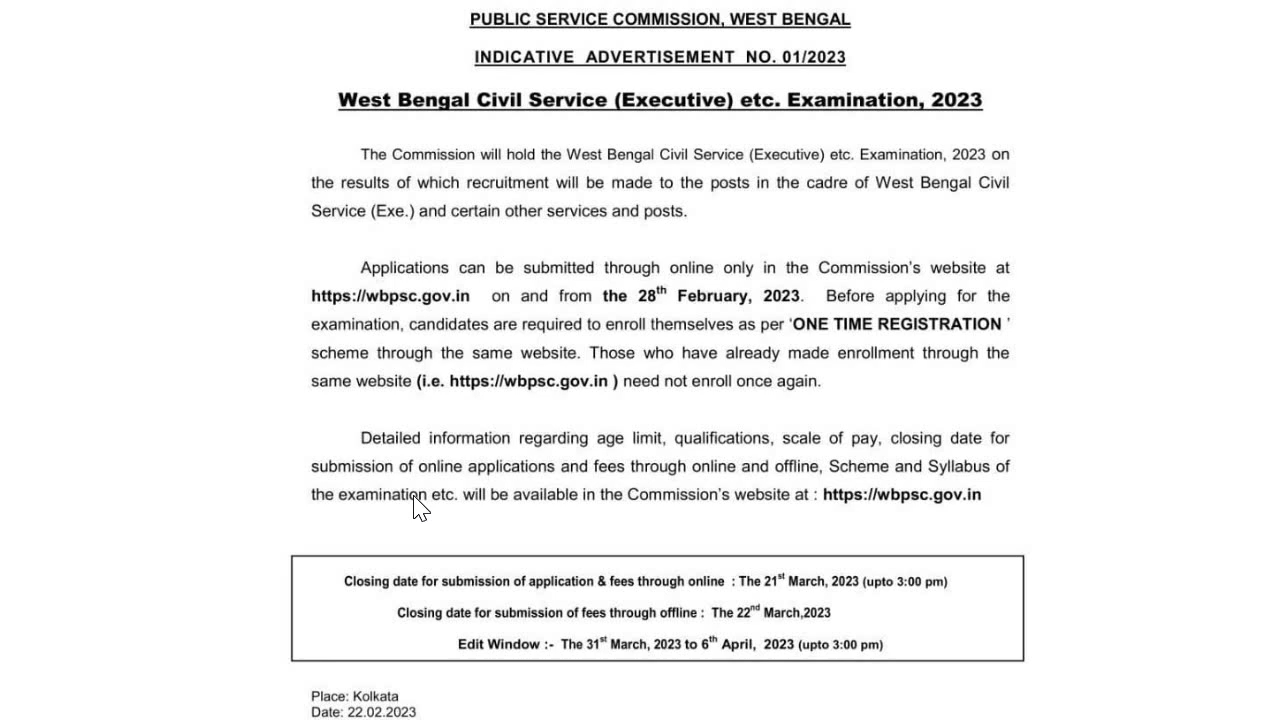 PUBLIC SERVICE COMMISSION, WEST BENGAL
INDICATIVE ADVERTISEMENT NO. 01/2023
West Bengal Civil Service (Executive) etc. Examination, 2023
The Commission will hold the West Bengal Civil Service (Executive) etc. Examination, 2023 on
the results of which recruitment will be made to the posts in the cadre of West Bengal Civil
Service (Exe.) and certain other services and posts.
Applications can be submitted through online only in the Commission's website at
https://wbpsc.gov.in on and from the 28th February, 2023. Before applying for the
examination, candidates are required to enroll themselves as per ‘ONE TIME REGISTRATION ’
scheme through the same website. Those who have already made enrollment through the
same website (i.e. https://wbpsc.gov.in ) need not enroll once again.
Detailed information regarding age limit, qualifications, scale of pay, closing date for
submission of online applications and fees through online and offline, Scheme and Syllabus of
the examination etc. will be available in the Commission's website at : https://wbpsc.gov.in
Closing date for submission of application & fees through online : The 21st March, 2023 (upto 3:00 pm)
Closing date for submission of fees through offline : The 22nd March,2023
Edit Window :- The 31st March, 2023 to 6th April, 2023 (upto 3:00 pm)
Place: Kolkata
Date: 22.02.2023